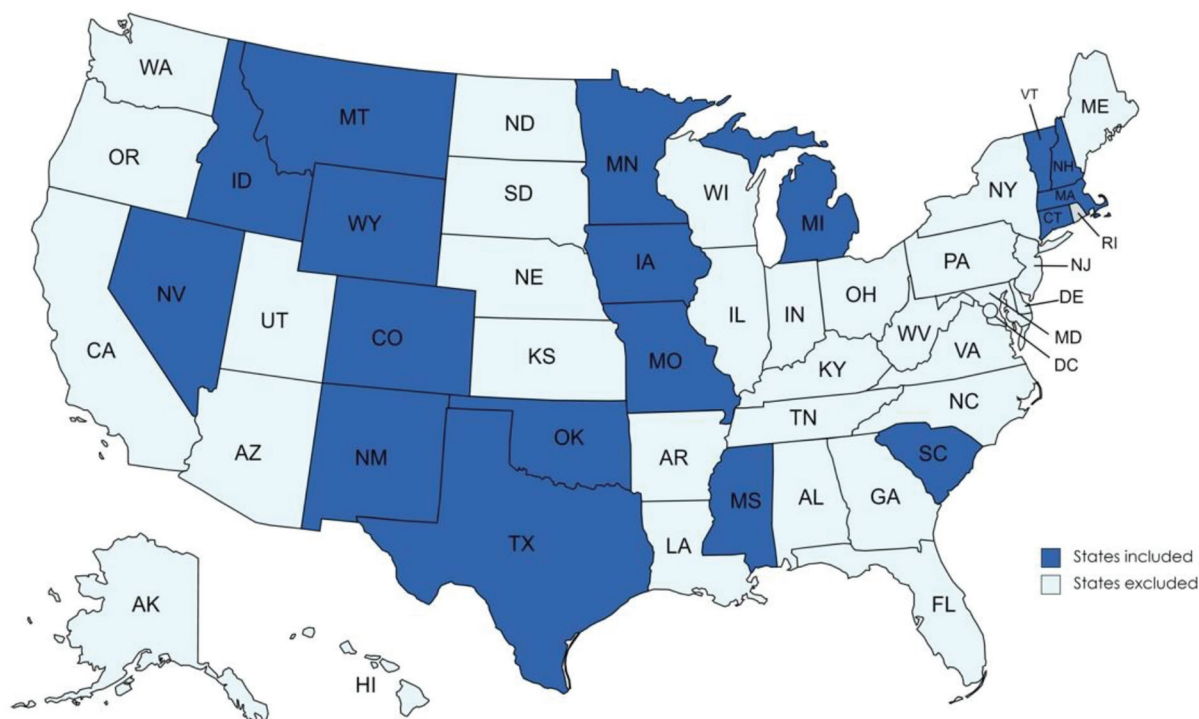 WA
OR
CA
NV
ID
MT
WY
UT
CO
AZ
NM
ND
SD
NE
KS
OK
TX
MN
IA
MO
AR
LA
WI
IL
MI
IN
OH
KY
TN
MS
AL
GA
FL
SC
NC
VA
WV
PA
NY
VT
NH
ME
MA
CT
RI
NJ
DE
MD
DC
AK
HI
States included
States excluded